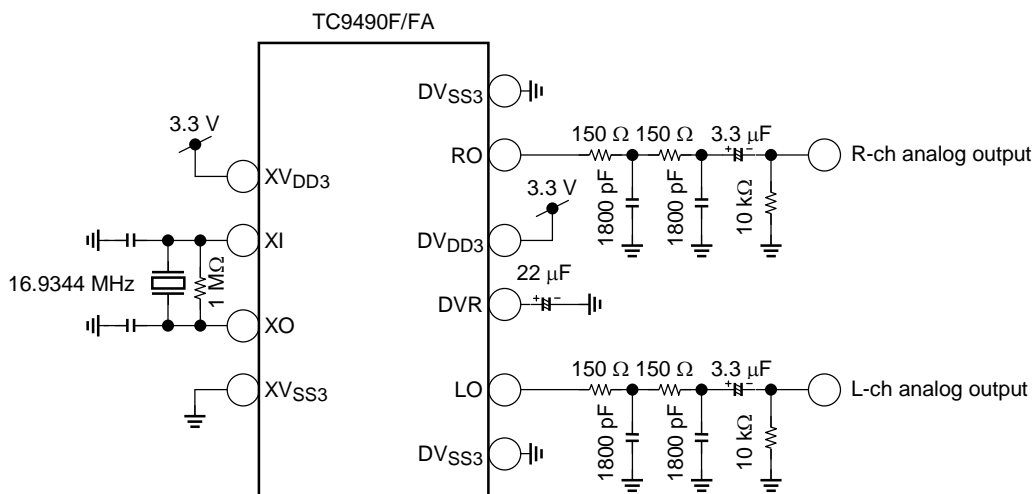 TC9490F/FA
DVSS3
3.3 V
150 Ω 150 Ω 3.3 μF
RO
R-ch analog output
XVDD3
1800 pF
1800 pF
10 kΩ
3.3 V
XI
DVDD3
16.9344 MHz
1 MΩ
22 μF
+ −
DVR
XO
150 Ω 150 Ω 3.3 μF
XVSS3
LO
L-ch analog output
1800 pF
1800 pF
10 kΩ
DVSS3